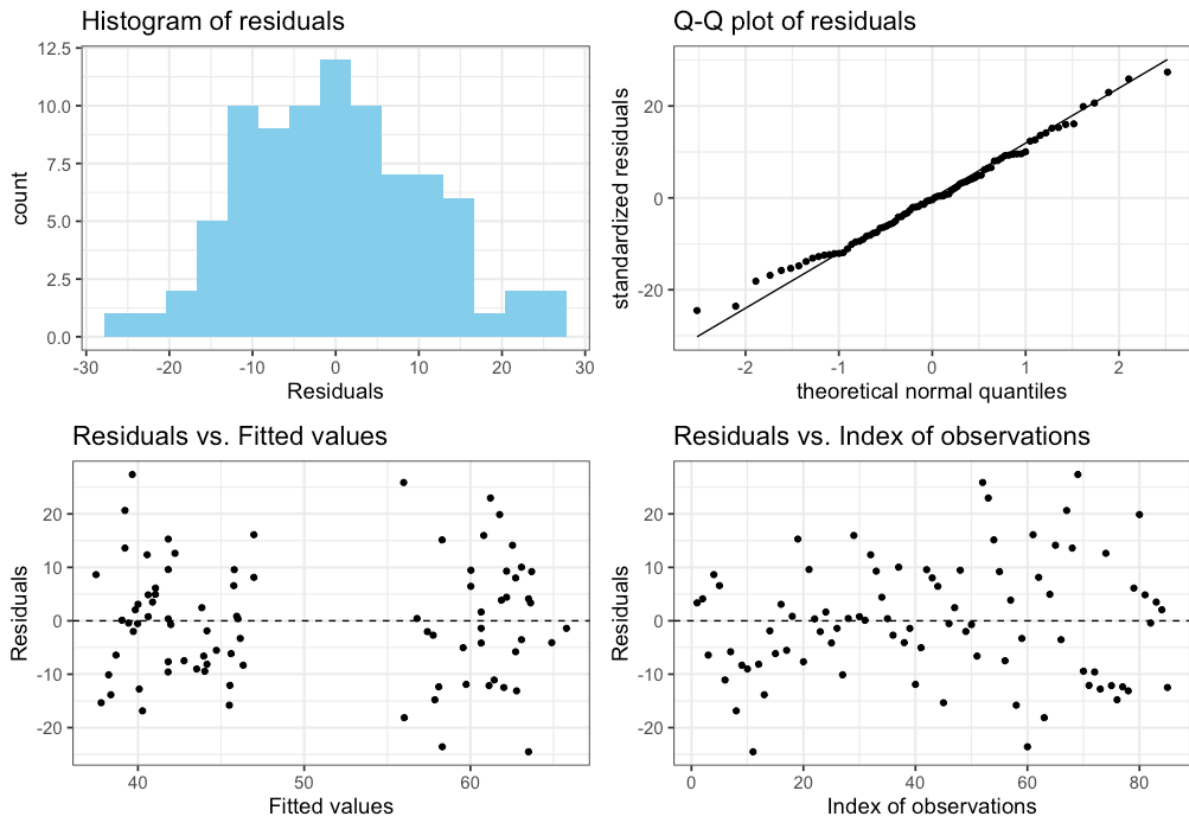 Histogram of residuals
12.5
10.0
7.5
5.0
2.5
0.0
count
-30 -20 -10 0 10 20 30
Residuals
Q-Q plot of residuals
20
0
-20
standardized residuals
-2 -1 0 1 2
theoretical normal quantiles
Residuals vs. Fitted values
20
10
0
-10
-20
Residuals
40 50 60
Fitted values
Residuals vs. Index of observations
20
10
0
-10
-20
Residuals
0 20 40 60 80
Index of observations